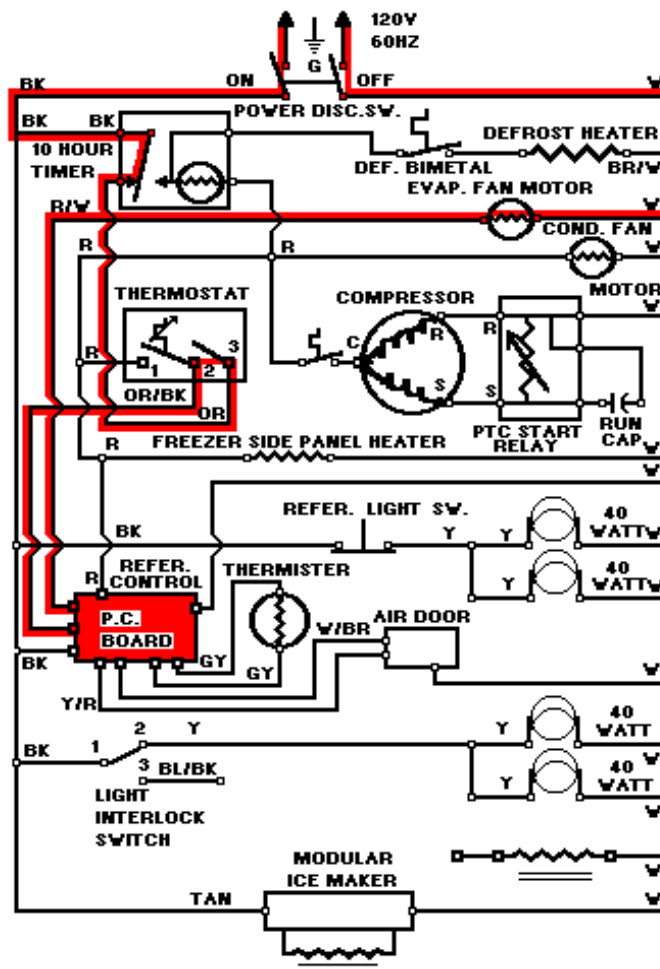 120V
60HZ
G
BK
ON
OFF
W
POWER DISC.SW.
BK
BK
10 HOUR
TIMER
DEFROST HEATER
DEF. BIMETAL
BR/W
EVAP. FAN MOTOR
R/W
W
COND. FAN
R
R
W
MOTOR
THERMOSTAT
COMPRESSOR
W
3
R
R
C
R
1
2
OR/BK
S
S
OR
PTC START
RELAY
RUN
CAP
R
FREEZER SIDE PANEL HEATER
W
W
REFER. LIGHT SW.
BK
Y
Y
40
WATT
W
REFER.
CONTROL
THERMISTER
R
Y
40
WATT
W
P.C.
BOARD
W/BR
AIR DOOR
BK
GY
GY
W
Y/R
2
Y
Y
40
WATT
BK
1
W
3
BL/BK
Y
40
WATT
LIGHT
INTERLOCK
SWITCH
W
MODULAR
ICE MAKER
W
W
TAN
W